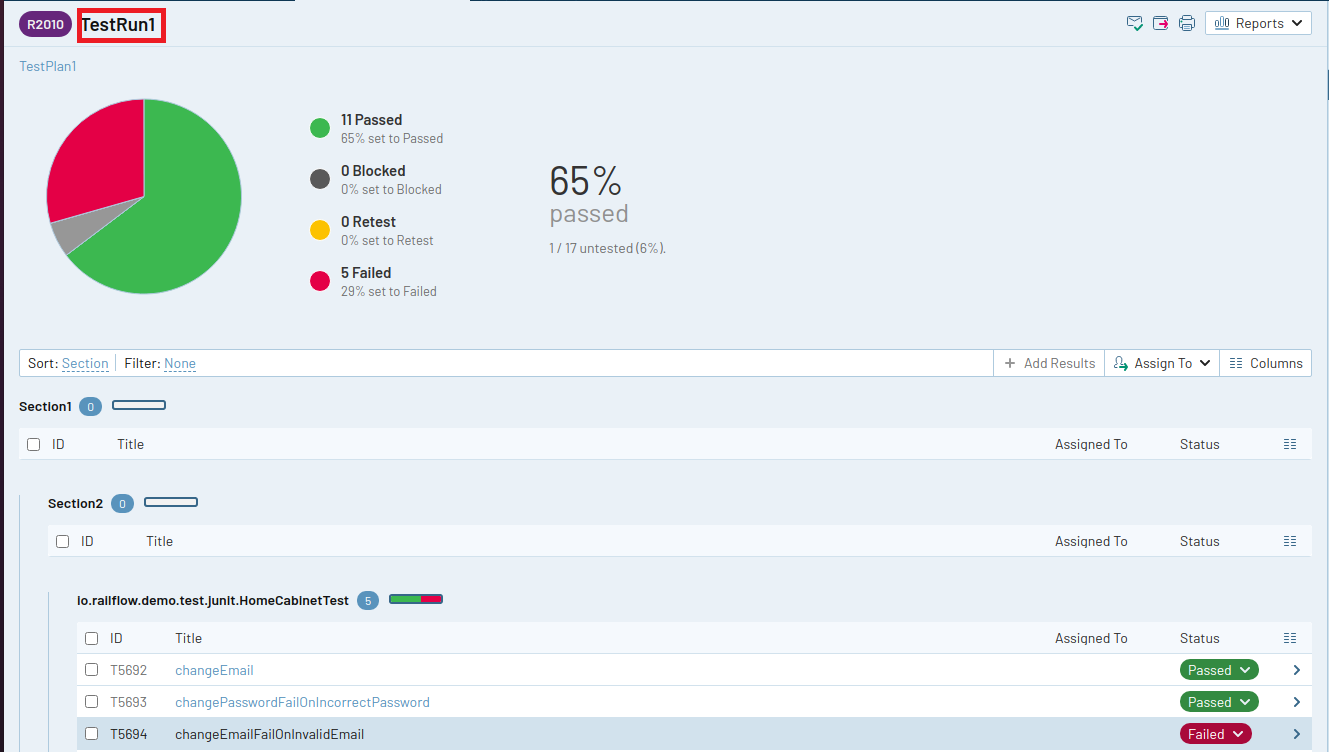 R2010 TestRun1 Reports
TestPlan1
11 Passed
65% set to Passed
0 Blocked
0% set to Blocked
0 Retest
0% set to Retest
5 Failed
29% set to Failed
65%
passed
1 / 17 untested (6%).
Sort: Section Filter: None + Add Results Assign To Columns
Section1 0
ID Title Assigned To Status
Section2 0
ID Title Assigned To Status
io.railflow.demo.test.junit.HomeCabinetTest 5
ID Title Assigned To Status
T5692 changeEmail Passed
T5693 changePasswordFailOnIncorrectPassword Passed
T5694 changeEmailFailOnInvalidEmail Failed